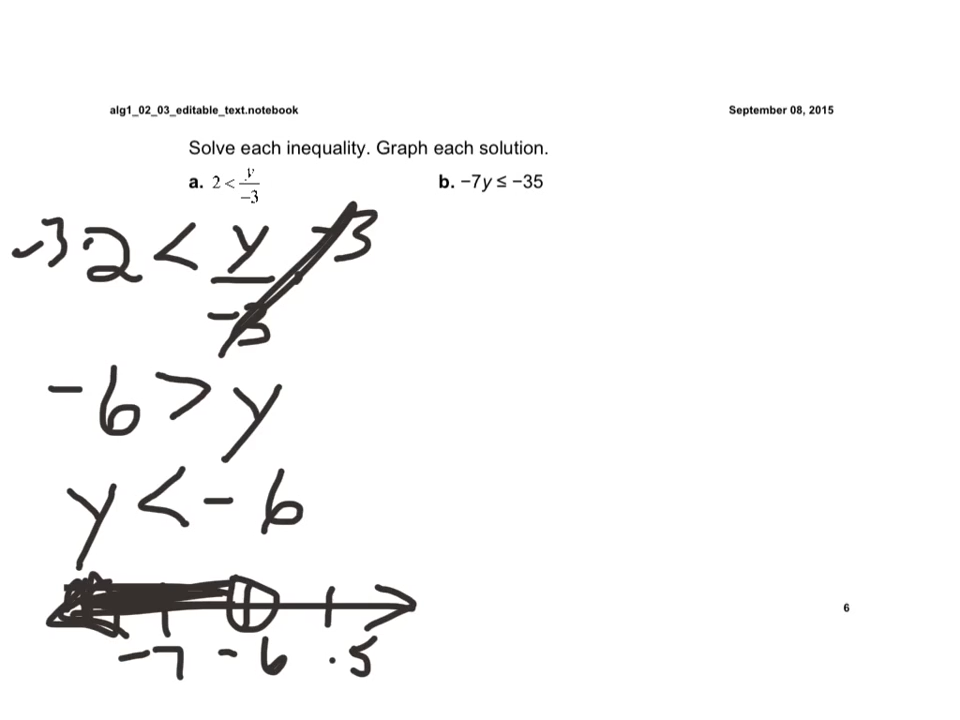 alg1_02_03_editable_text.notebook September 08, 2015
Solve each inequality. Graph each solution.
a. 2 < y/−3 b. −7y ≤ −35
-3·2 < y/-3 -3
-6 > y
y < -6
-7 -6 ·5
6